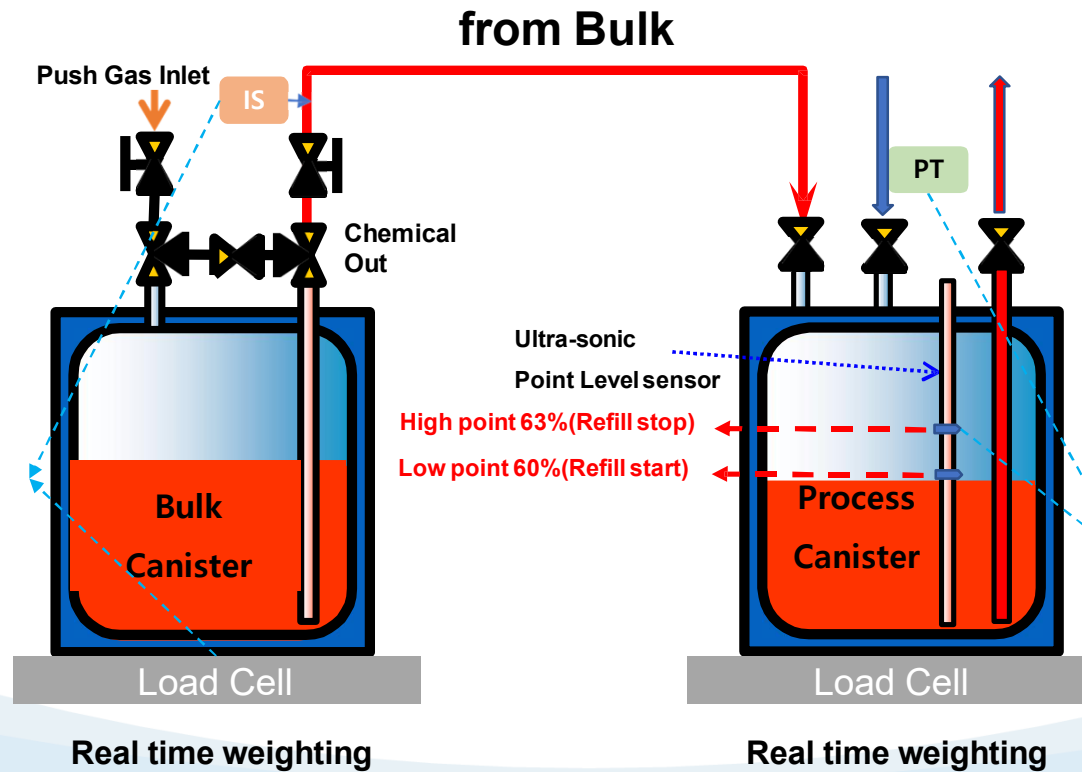 from Bulk
Push Gas Inlet
IS
PT
Chemical
Out
Ultra-sonic
Point Level sensor
High point 63%(Refill stop)
Low point 60%(Refill start)
Bulk
Canister
Process
Canister
Load Cell
Load Cell
Real time weighting
Real time weighting